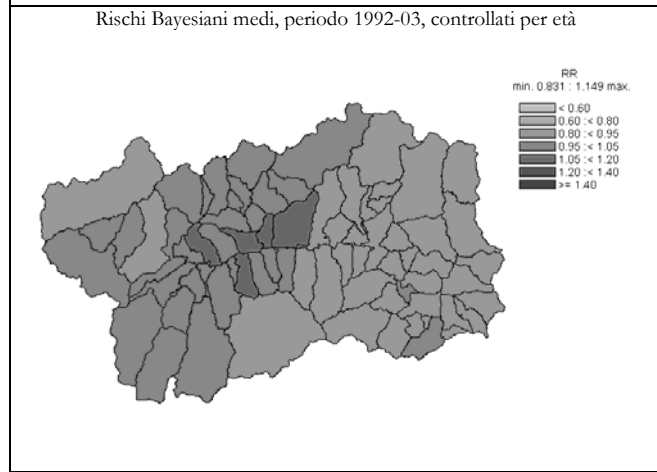 Rischi Bayesiani medi, periodo 1992-03, controllati per età
RR
min. 0.831 : 1.149 max.
< 0.60
0.60 :< 0.80
0.80 :< 0.95
0.95 :< 1.05
1.05 :< 1.20
1.20 :< 1.40
>= 1.40